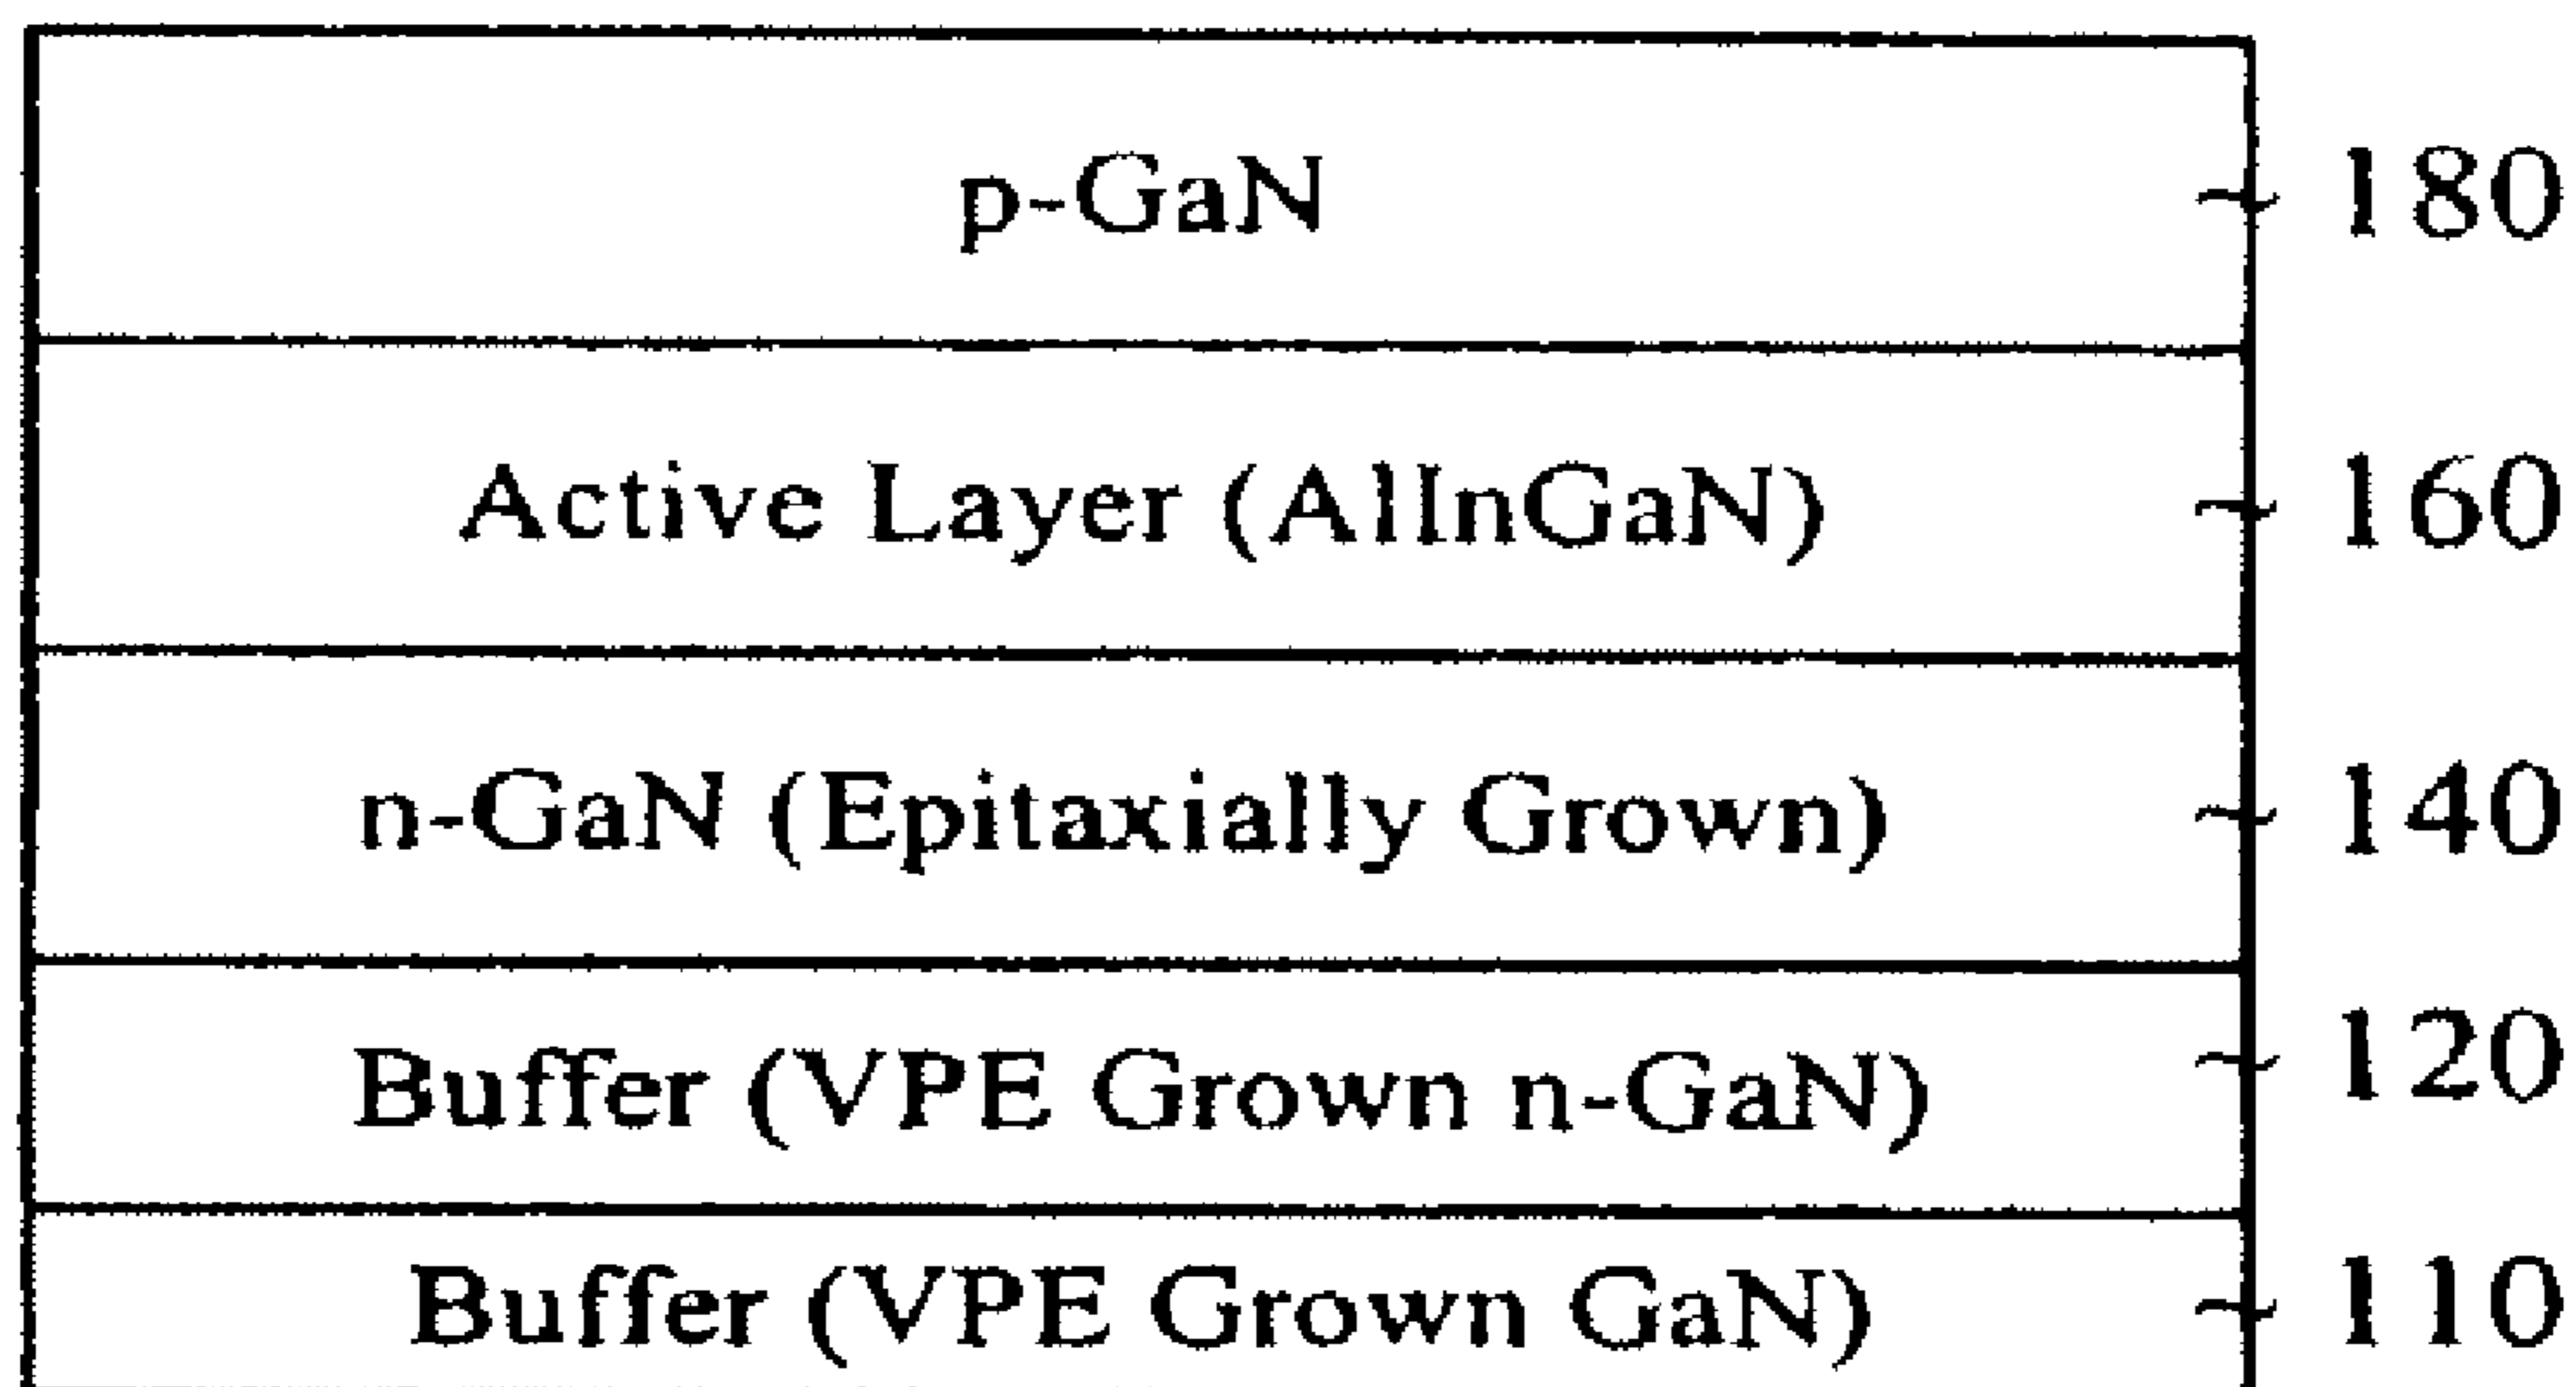 p-GaN 180
Active Layer (AlInGaN) 160
n-GaN (Epitaxially Grown) 140
Buffer (VPE Grown n-GaN) 120
Buffer (VPE Grown GaN) 110